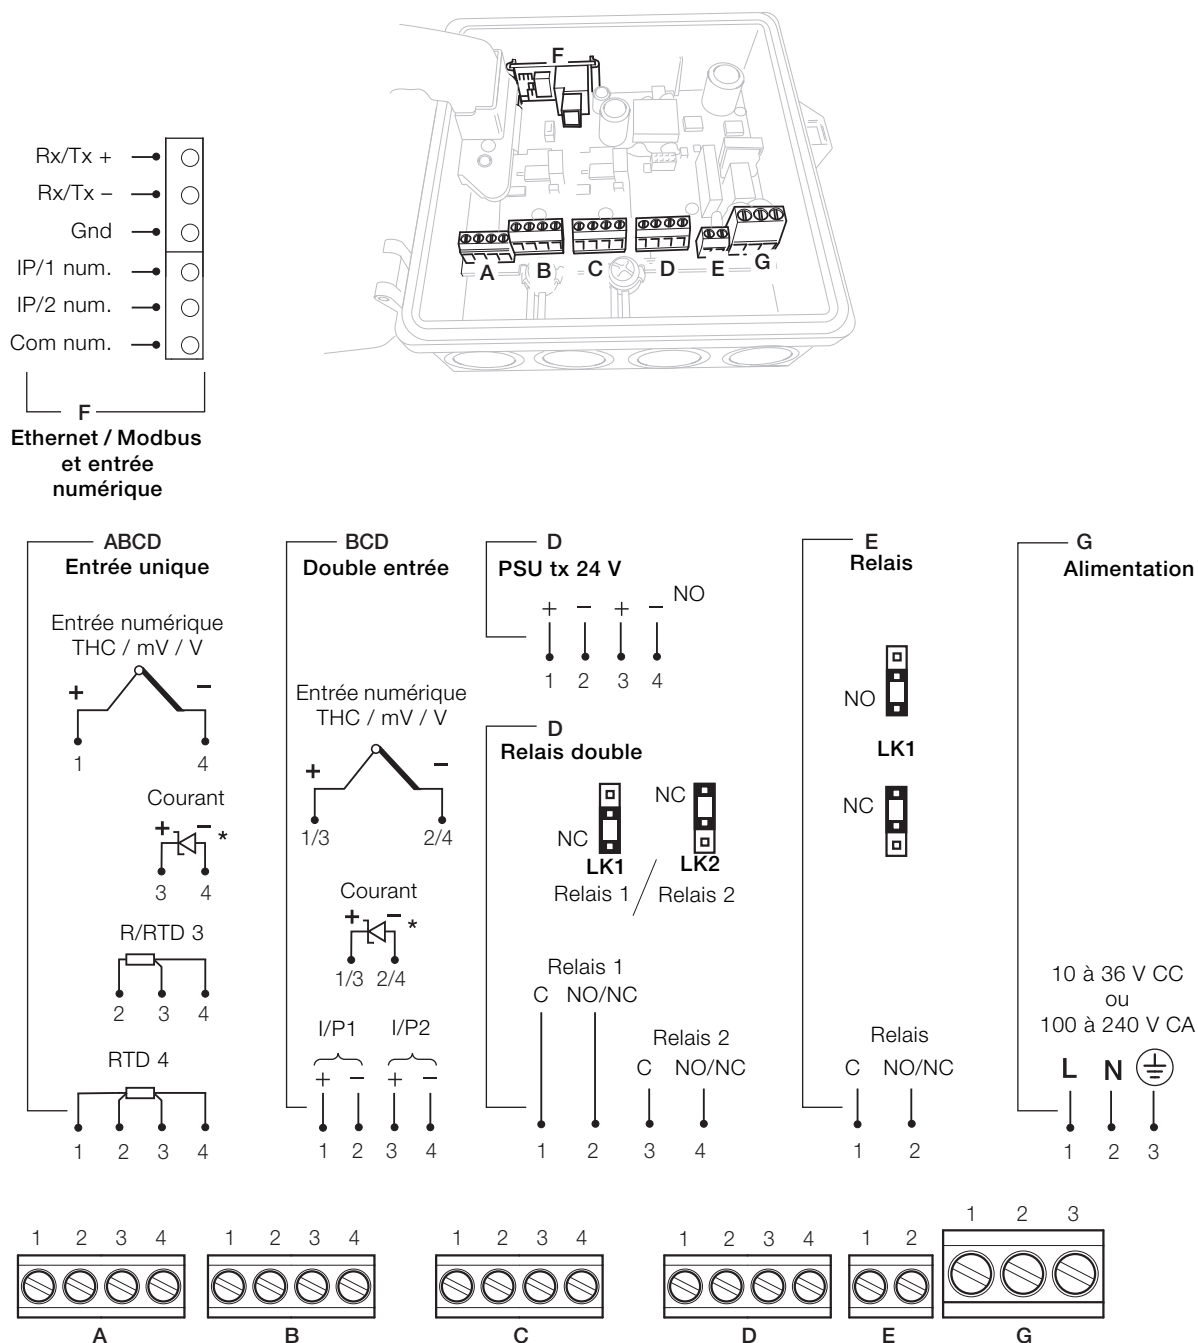 F
A
B
C
D
E
G
Rx/Tx +
Rx/Tx –
Gnd
IP/1 num.
IP/2 num.
Com num.
F
Ethernet / Modbus
et entrée
numérique
ABCD
Entrée unique
Entrée numérique
THC / mV / V
+ –
1 4
Courant
+ – *
3 4
R/RTD 3
2 3 4
RTD 4
1 2 3 4
BCD
Double entrée
Entrée numérique
THC / mV / V
+ –
1/3 2/4
Courant
+ – *
1/3 2/4
I/P1 I/P2
+ – + –
1 2 3 4
D
PSU tx 24 V
+ – + – NO
1 2 3 4
D
Relais double
NC NC
LK1 LK2
Relais 1 / Relais 2
Relais 1
C NO/NC
Relais 2
C NO/NC
1 2 3 4
E
Relais
NO
LK1
NC
Relais
C NO/NC
1 2
G
Alimentation
10 à 36 V CC
ou
100 à 240 V CA
L N
1 2 3
1 2 3 4
A
1 2 3 4
B
1 2 3 4
C
1 2 3 4
D
1 2
E
1 2 3
G